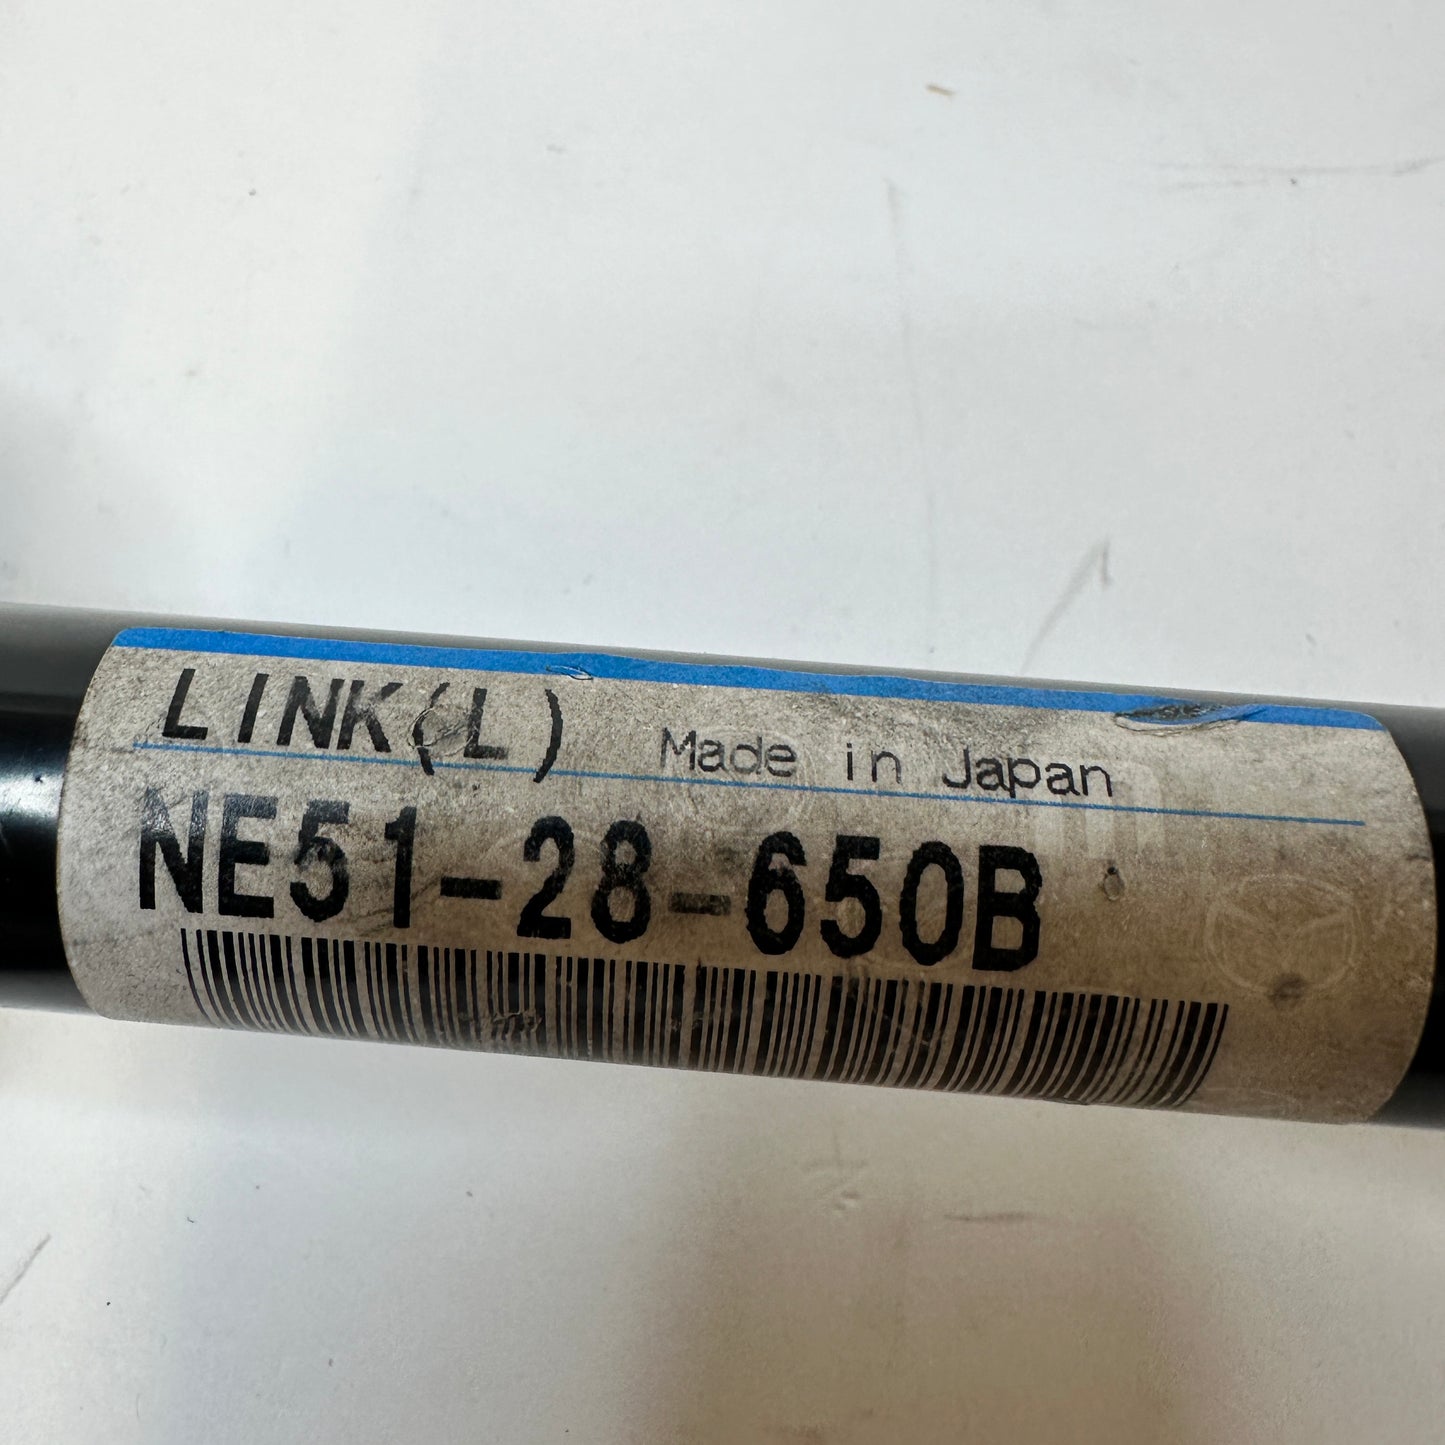 LINK(L) Made in Japan
NE51-28-650B